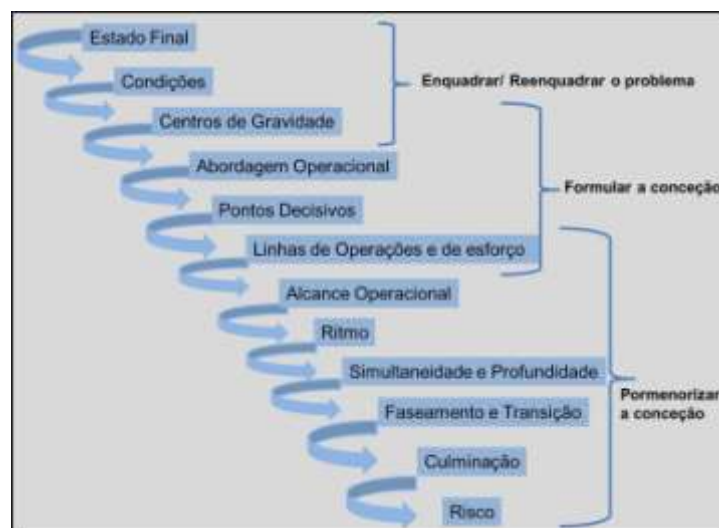 Estado Final
Condições
Enquadrar/ Reenquadrar o problema
Centros de Gravidade
Abordagem Operacional
Formular a conceção
Pontos Decisivos
Linhas de Operações e de esforço
Alcance Operacional
Ritmo
Simultaneidade e Profundidade
Pormenorizar
a conceção
Faseamento e Transição
Culminação
Risco